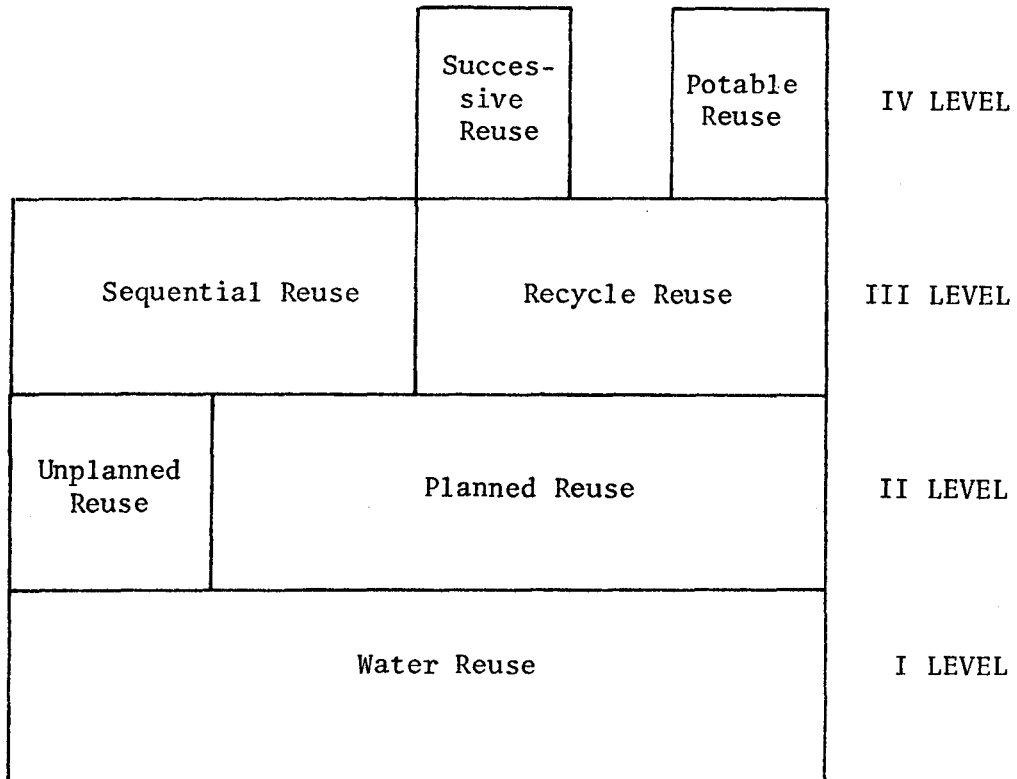 Succes-
sive
Reuse
Potable
Reuse
IV LEVEL
Sequential Reuse
Recycle Reuse
III LEVEL
Unplanned
Reuse
Planned Reuse
II LEVEL
Water Reuse
I LEVEL